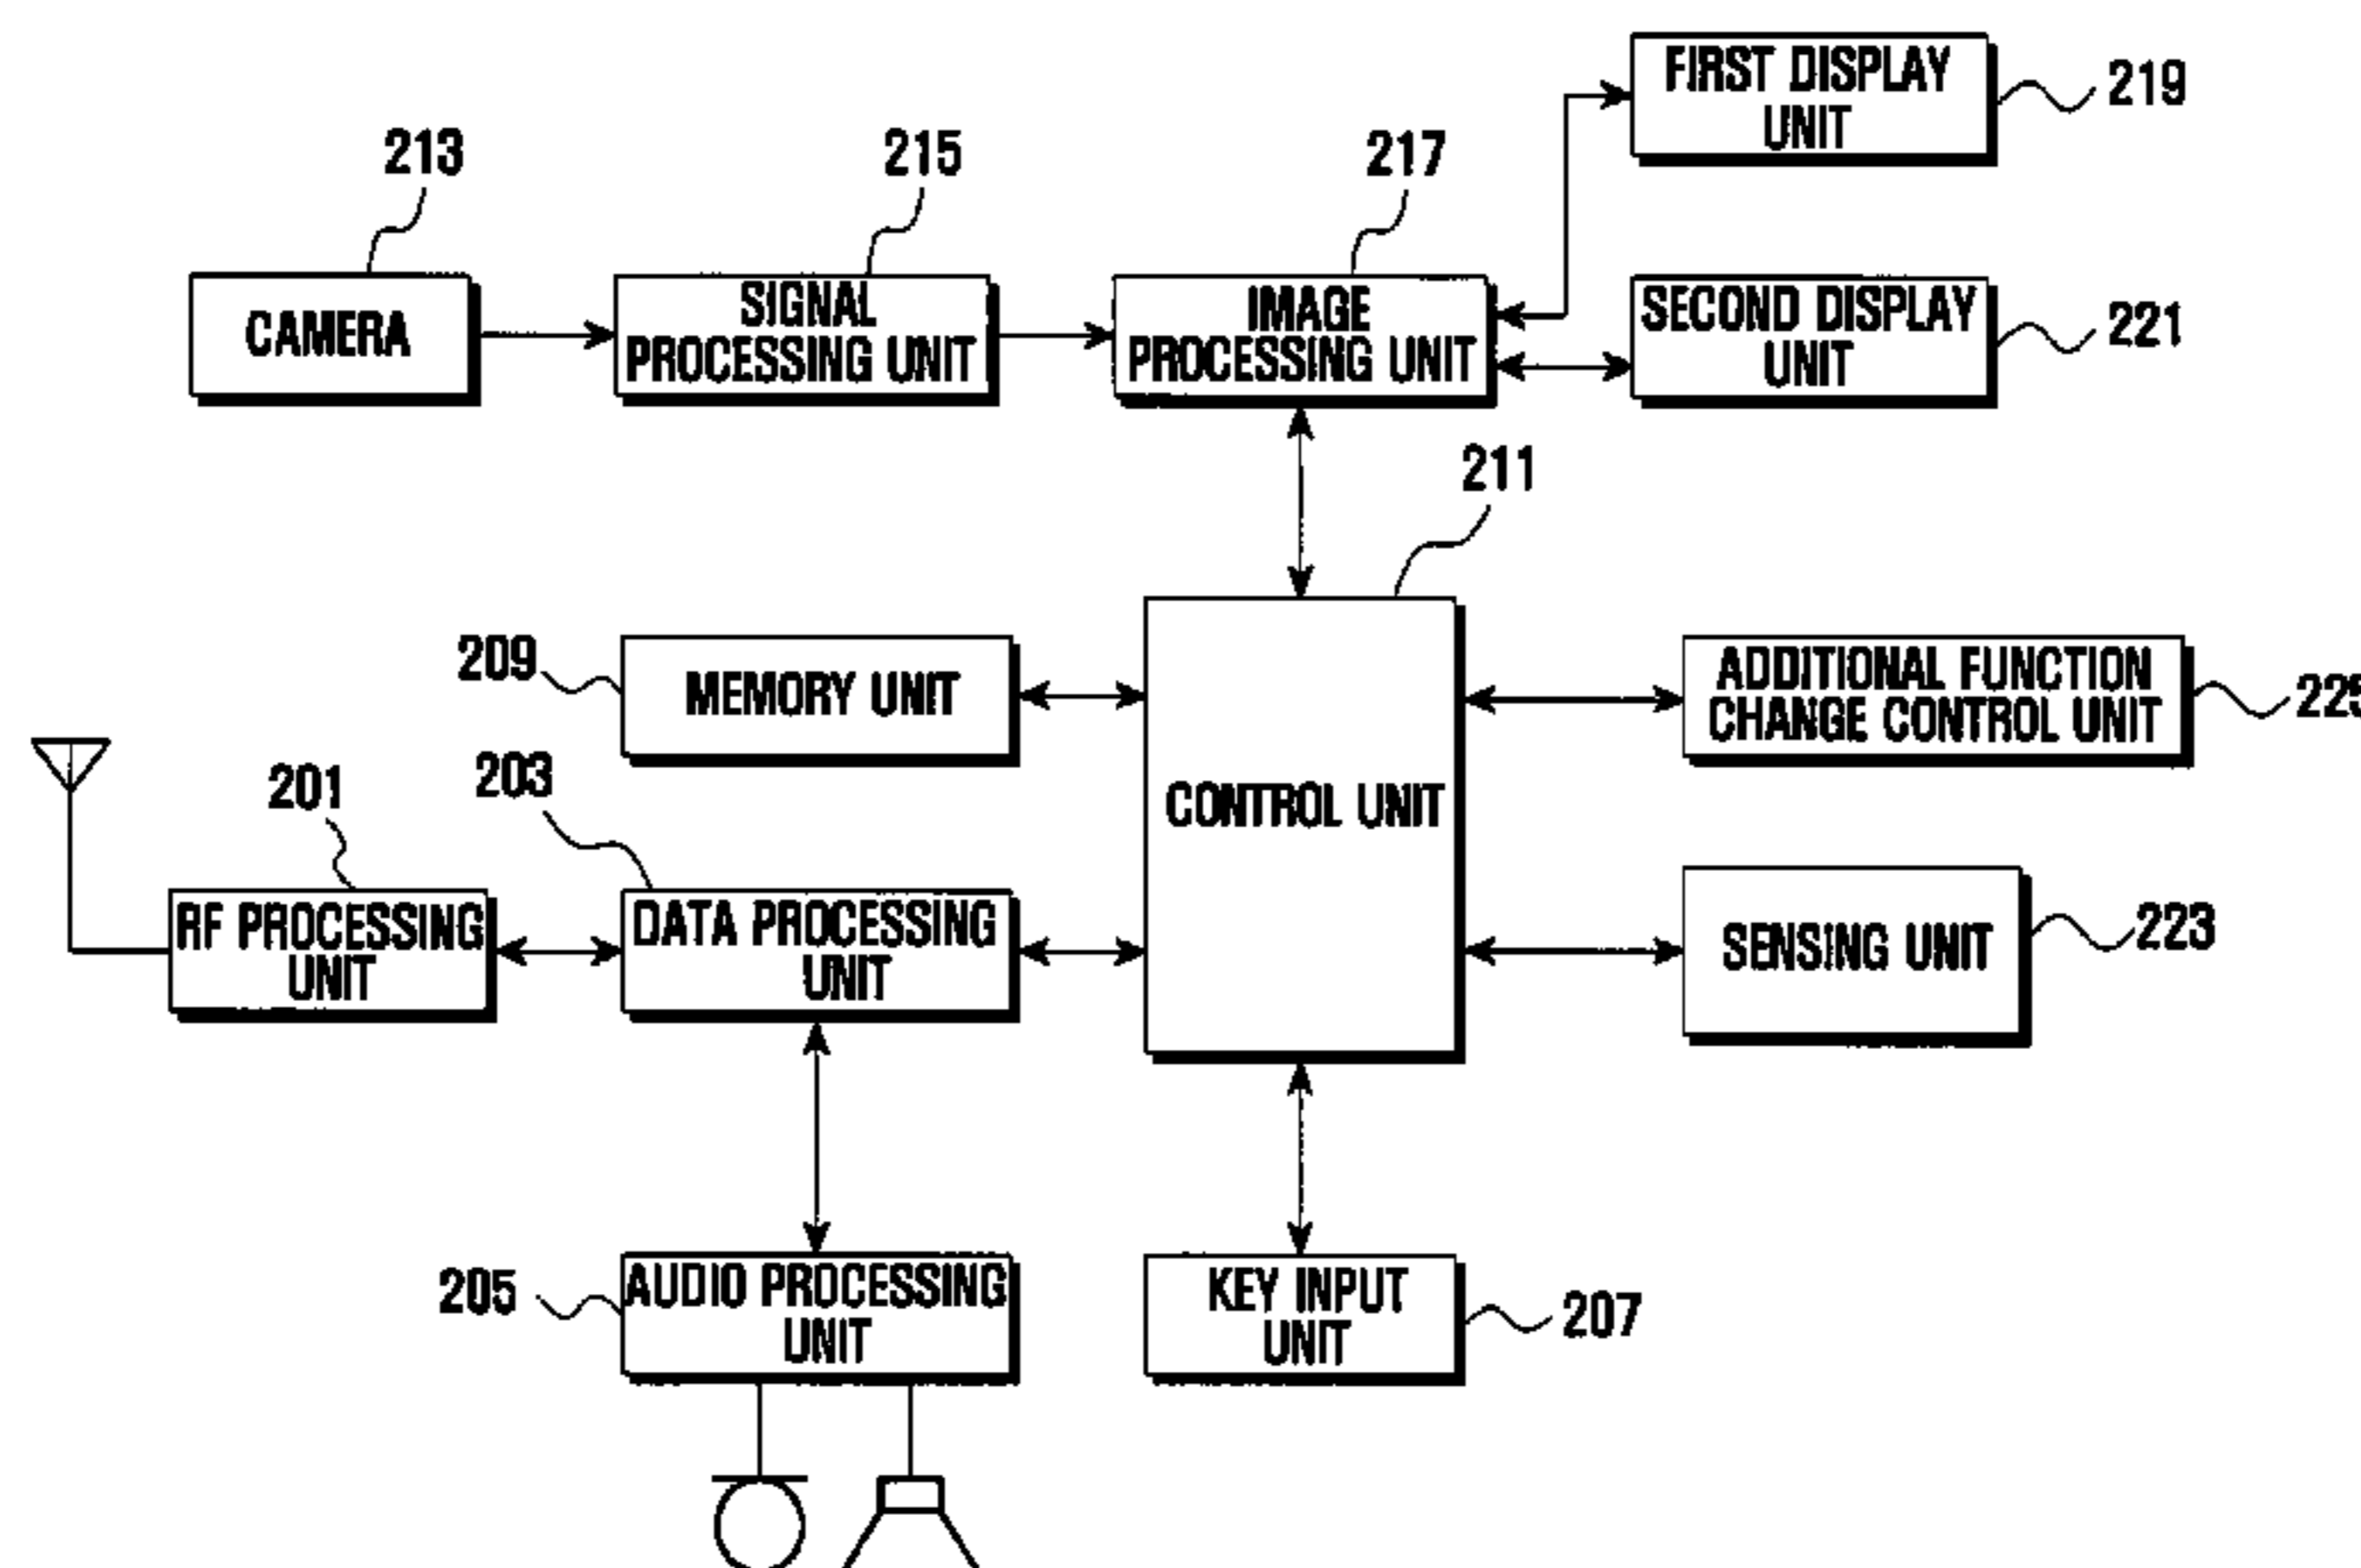 FIRST DISPLAY
UNIT
219
213
215
217
CAMERA
SIGNAL
PROCESSING UNIT
IMAGE
PROCESSING UNIT
SECOND DISPLAY
UNIT
221
211
209
MEMORY UNIT
ADDITIONAL FUNCTION
CHANGE CONTROL UNIT
225
201
203
CONTROL UNIT
RF PROCESSING
UNIT
DATA PROCESSING
UNIT
SENSING UNIT
223
205
AUDIO PROCESSING
UNIT
KEY INPUT
UNIT
207